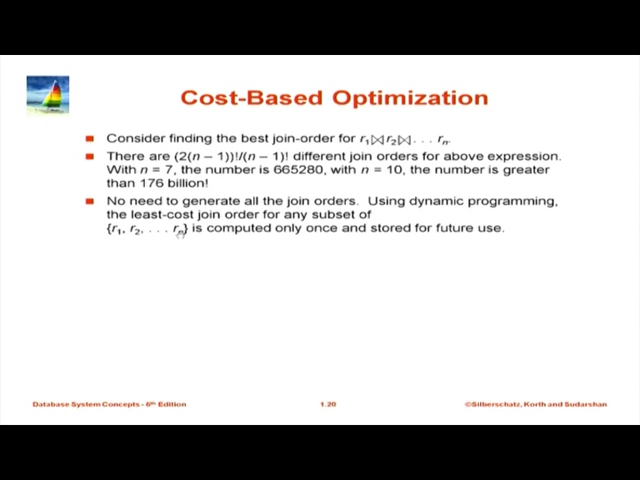 Cost-Based Optimization
Consider finding the best join-order for r1⋈ r2⋈ . . . rn.
There are (2(n – 1))!/(n – 1)! different join orders for above expression.
With n = 7, the number is 665280, with n = 10, the number is greater
than 176 billion!
No need to generate all the join orders. Using dynamic programming,
the least-cost join order for any subset of
{r1, r2, . . . rn} is computed only once and stored for future use.
Database System Concepts - 6th Edition
1.20
©Silberschatz, Korth and Sudarshan